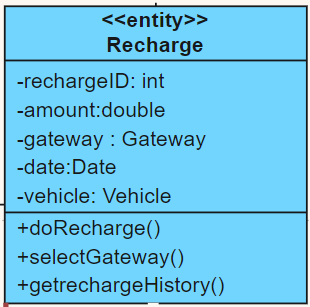 <<entity>>
Recharge
-rechargeID: int
-amount:double
-gateway : Gateway
-date:Date
-vehicle: Vehicle
+doRecharge()
+selectGateway()
+getrechargeHistory()